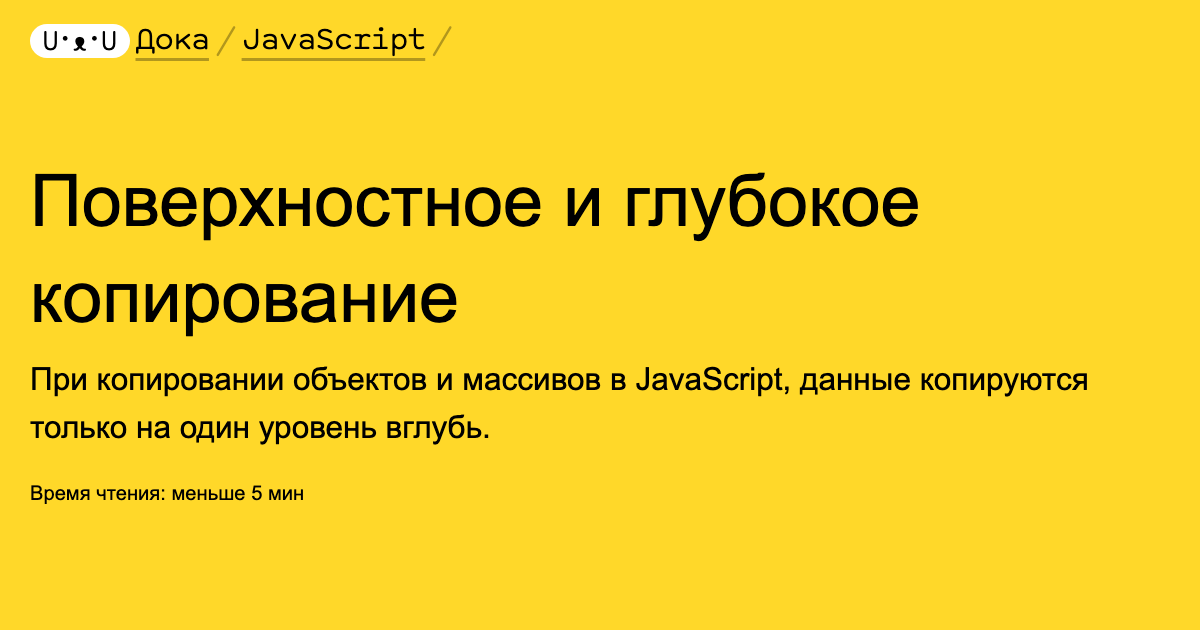 U·ᴥ·U Дока / JavaScript /
Поверхностное и глубокое
копирование
При копировании объектов и массивов в JavaScript, данные копируются
только на один уровень вглубь.
Время чтения: меньше 5 мин